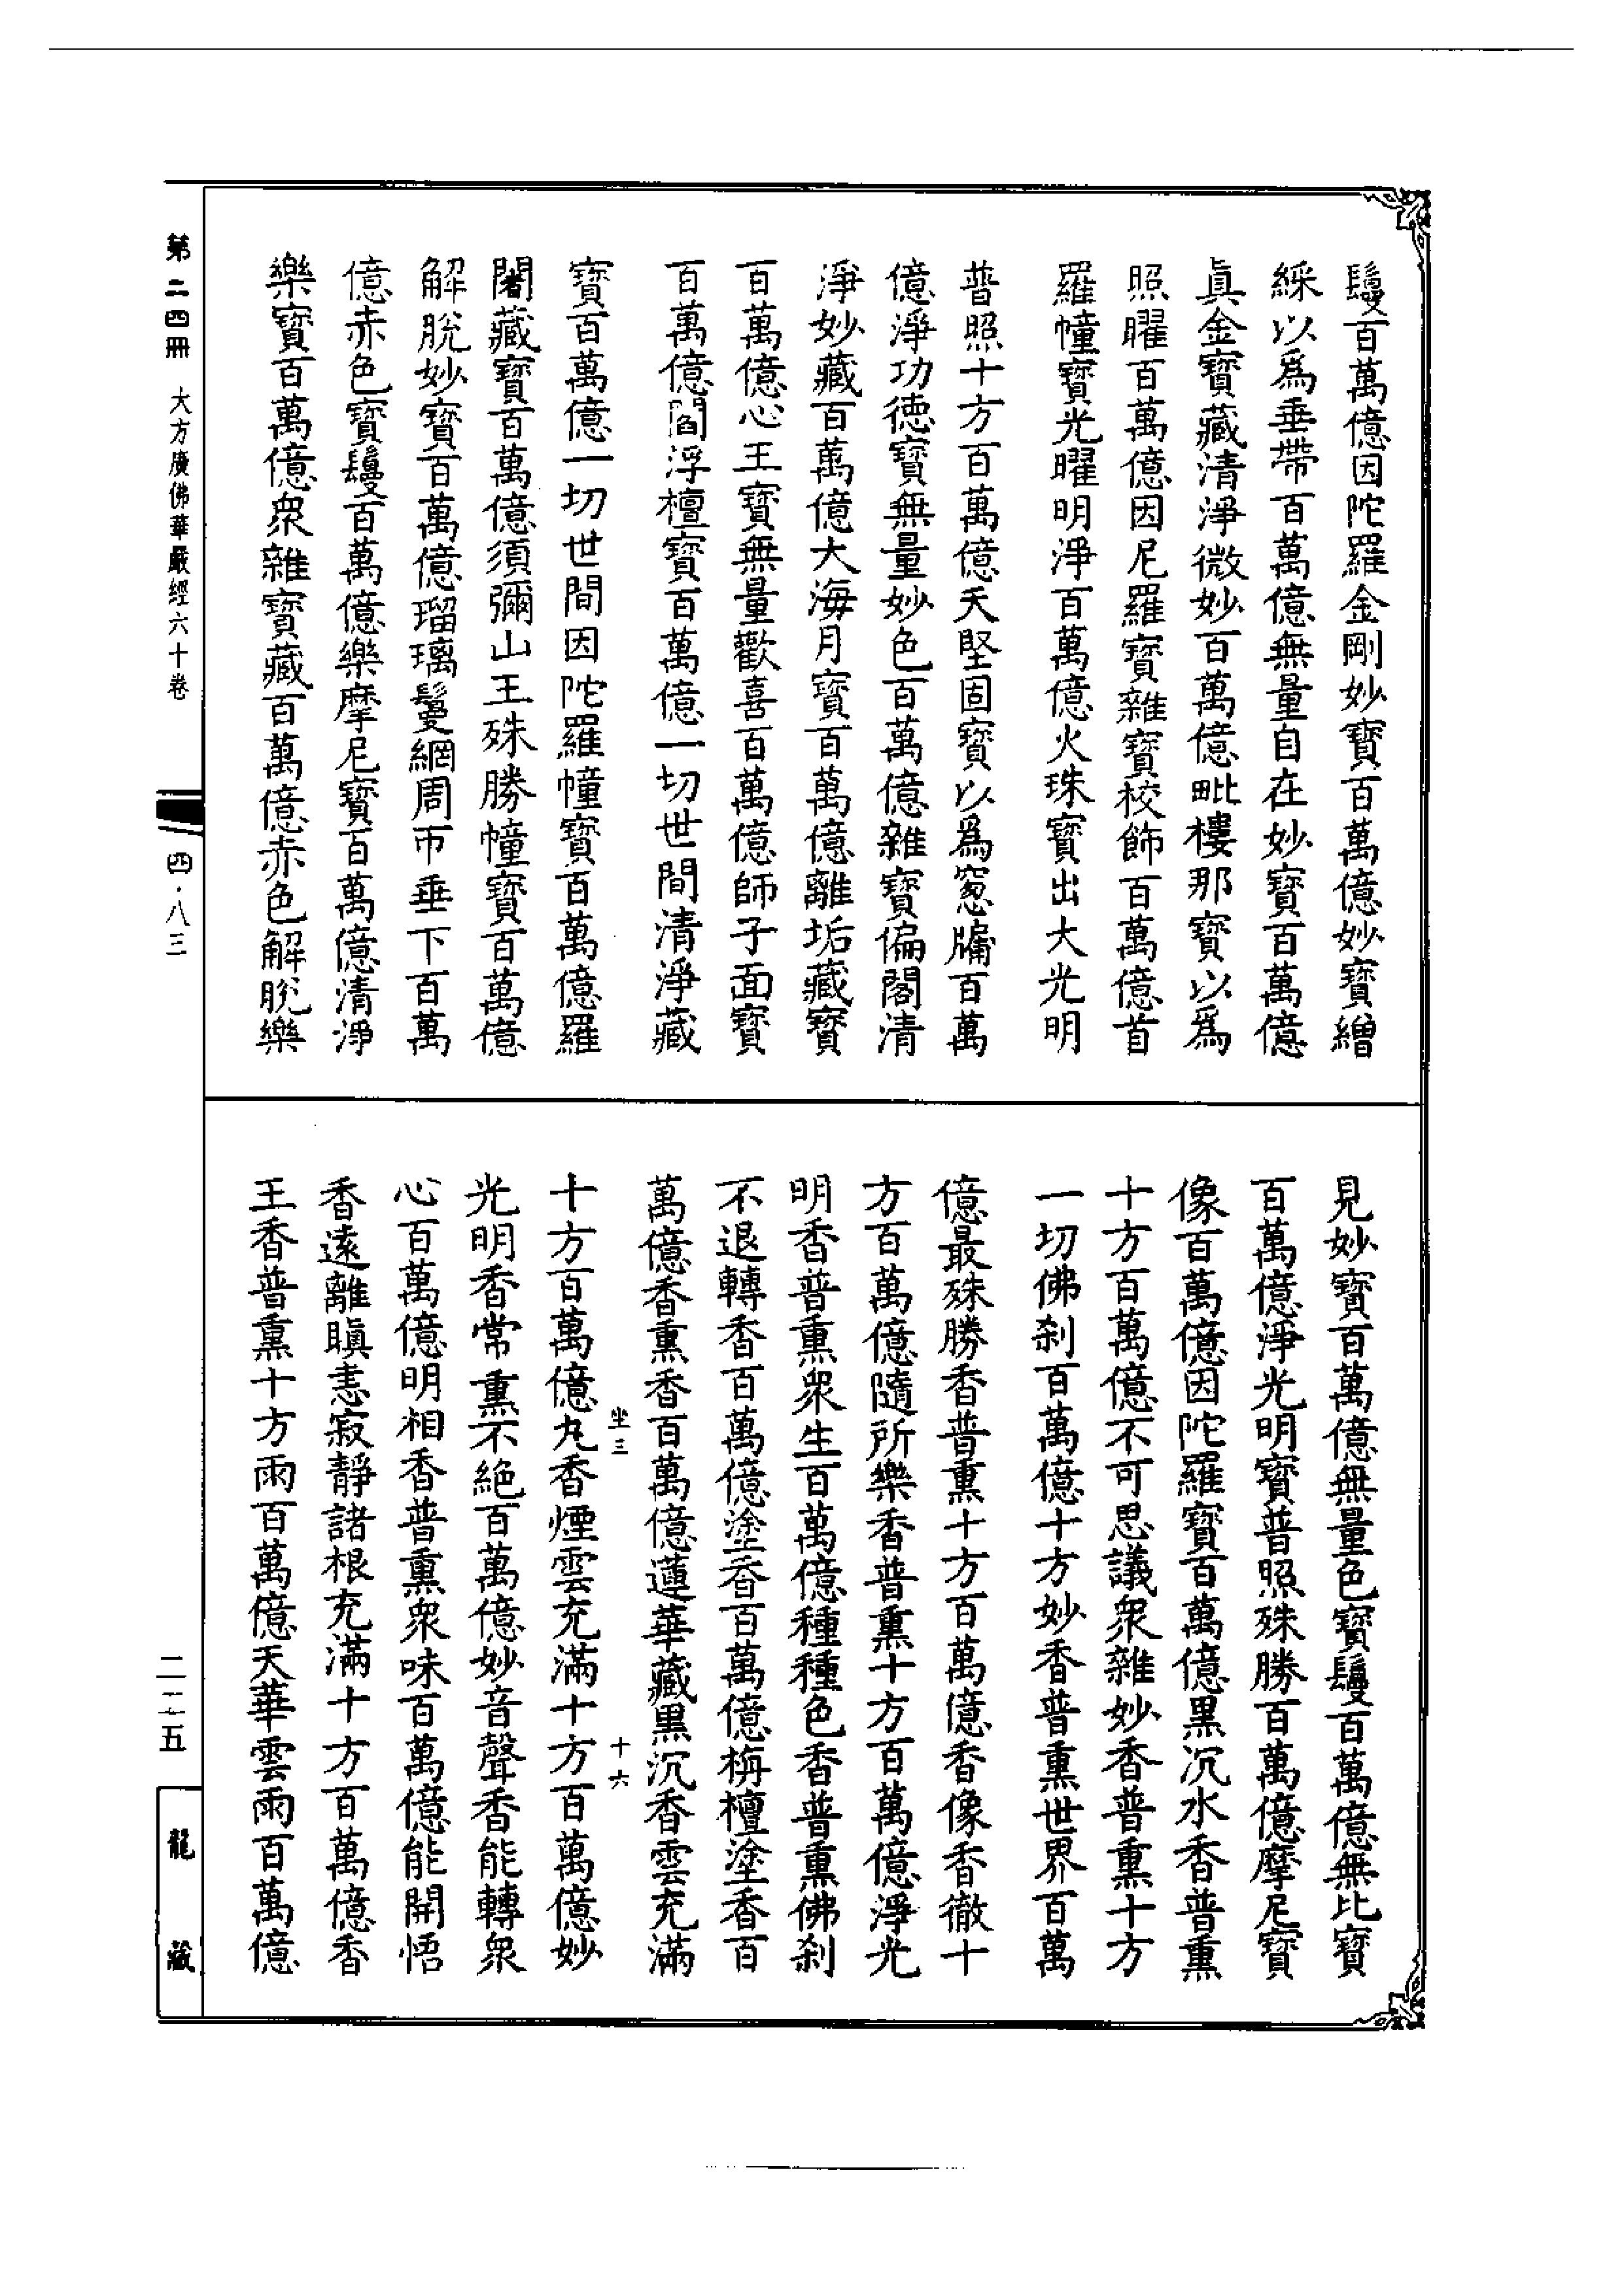 鬘百萬億因陀羅金剛妙寶百萬億妙寶繒
綵以爲垂帶百萬億無量自在妙寶百萬億
眞金寶藏清淨微妙百萬億毗樓那寶以爲
照曜百萬億因尼羅寶雜寶校飾百萬億首
羅幢寶光曜明淨百萬億火珠寶出大光明
普照十方百萬億天堅固寶以爲窻牖百萬
億淨功德寶無量妙色百萬億雜寶偏閣清
淨妙藏百萬億大海月寶百萬億離垢藏寶
百萬億心王寶無量歡喜百萬億師子面寶
百萬億閻浮檀寶百萬億一切世間清淨藏
寶百萬億一切世間因陀羅幢寶百萬億羅
闍藏寶百萬億須彌山王殊勝幢寶百萬億
解脫妙寶百萬億瑠璃鬘網周帀垂下百萬
億赤色寶鬘百萬億樂摩尼寶百萬億清淨
樂寶百萬億衆雜寶藏百萬億赤色解脫樂
見妙寶百萬億無量色寶鬘百萬億無比寶
百萬億淨光明寶普照殊勝百萬億摩尼寶
像百萬億因陀羅寶百萬億黑沉水香普熏
十方百萬億不可思議衆雜妙香普熏十方
一切佛刹百萬億十方妙香普熏世界百萬
億最殊勝香普熏十方百萬億香像香徹十
方百萬億隨所樂香普熏十方百萬億淨光
明香普熏衆生百萬億種種色香普熏佛刹
不退轉香百萬億塗香百萬億栴檀塗香百
萬億香熏香百萬億蓮華藏黑沉香雲充滿
坐三 十六
十方百萬億丸香煙雲充滿十方百萬億妙
光明香常熏不絕百萬億妙音聲香能轉衆
心百萬億明相香普熏衆味百萬億能開悟
香遠離瞋恚寂靜諸根充滿十方百萬億香
王香普熏十方雨百萬億天華雲雨百萬億
第二四冊 大方廣佛華嚴經六十卷
四·八三
五
龍藏